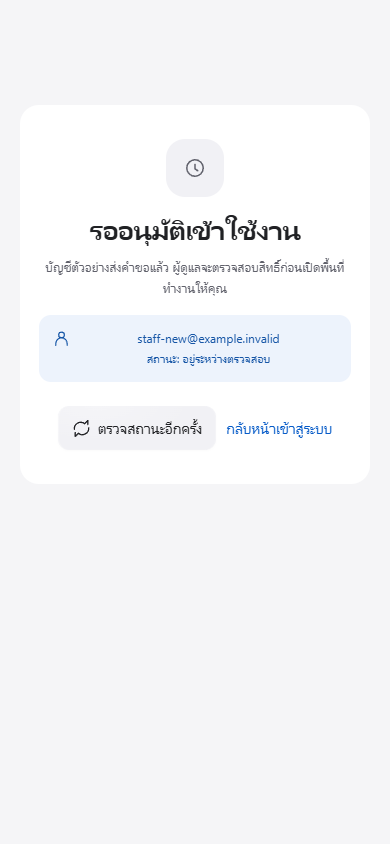 รออนุมัติเข้าใช้งาน
บัญชีตัวอย่างส่งคำขอแล้ว ผู้ดูแลจะตรวจสอบสิทธิ์ก่อนเปิดพื้นที่
ทำงานให้คุณ
staff-new@example.invalid
สถานะ: อยู่ระหว่างตรวจสอบ
ตรวจสถานะอีกครั้ง
กลับหน้าเข้าสู่ระบบ